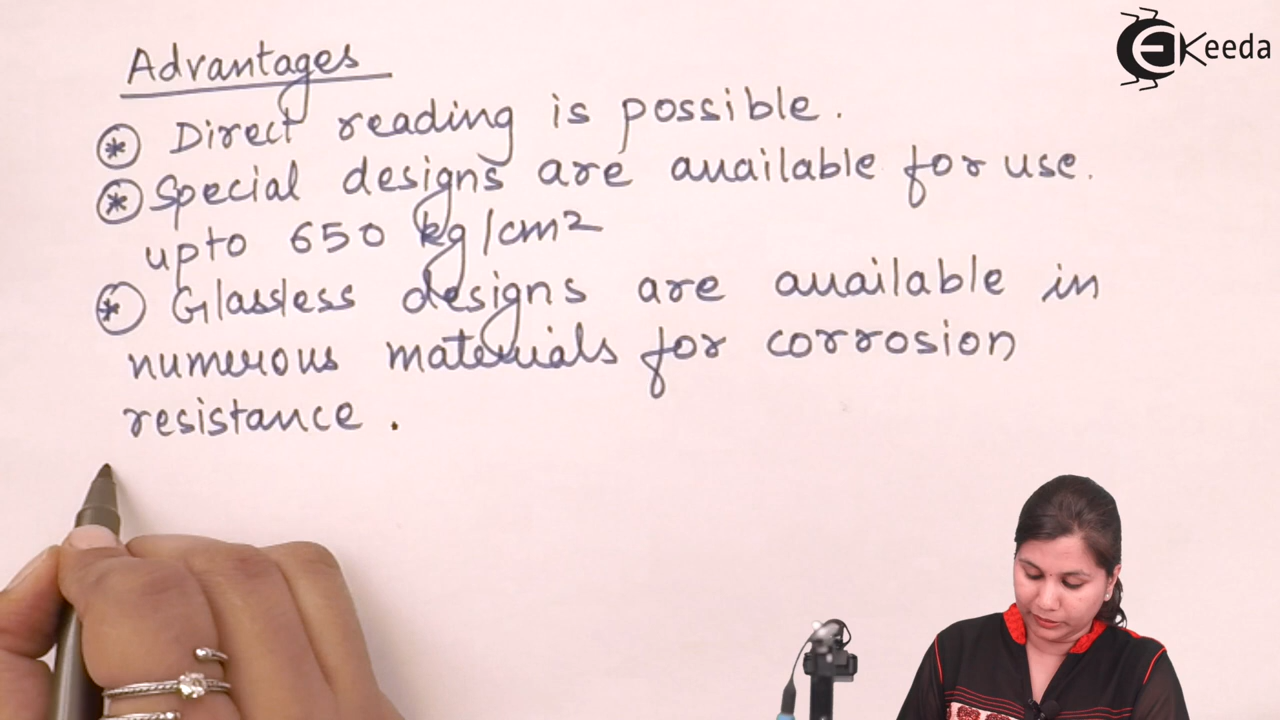 Advantages
* Direct reading is possible.
* Special designs are available for use.
upto 650 kg/cm2
* Glassless designs are available in
numerous materials for corrosion
resistance.
EKeeda